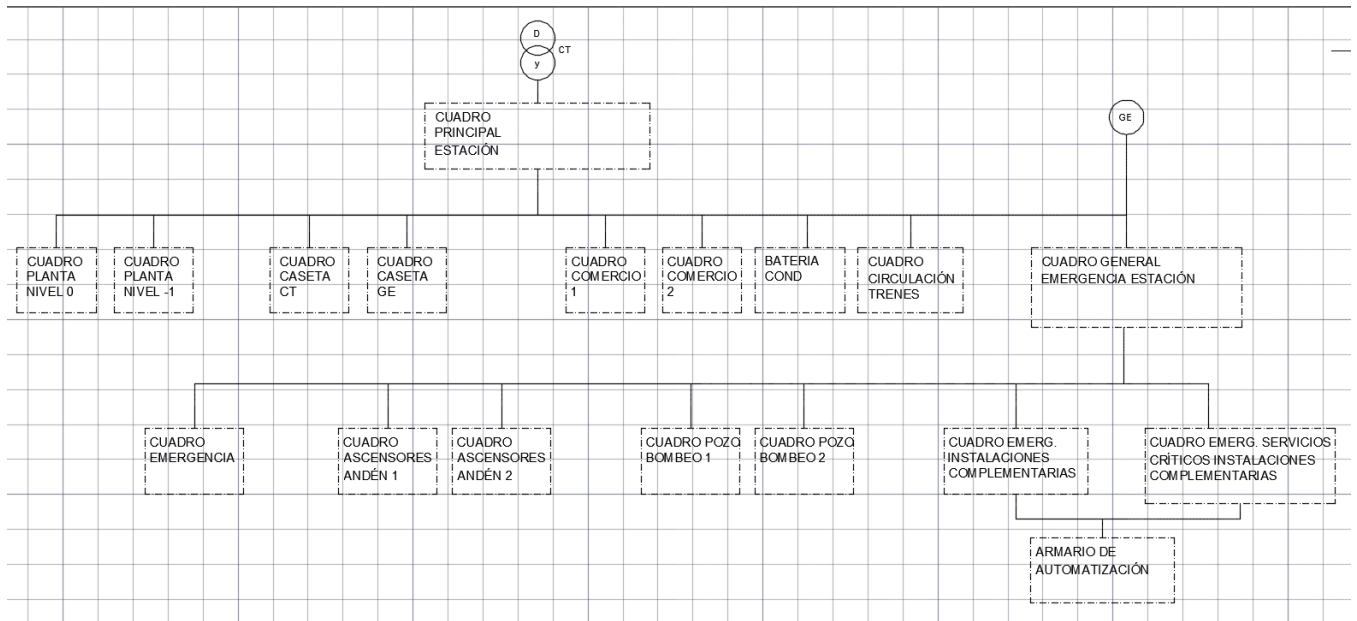 D
CT
y
CUADRO
PRINCIPAL
ESTACIÓN
GE
CUADRO
PLANTA
NIVEL 0
CUADRO
PLANTA
NIVEL -1
CUADRO
CASETA
CT
CUADRO
CASETA
GE
CUADRO
COMERCIO
1
CUADRO
COMERCIO
2
BATERIA
COND
CUADRO
CIRCULACIÓN
TRENES
CUADRO GENERAL
EMERGENCIA ESTACIÓN
CUADRO
EMERGENCIA
CUADRO
ASCENSORES
ANDÉN 1
CUADRO
ASCENSORES
ANDÉN 2
CUADRO POZO
BOMBEO 1
CUADRO POZO
BOMBEO 2
CUADRO EMERG.
INSTALACIONES
COMPLEMENTARIAS
CUADRO EMERG. SERVICIOS
CRÍTICOS INSTALACIONES
COMPLEMENTARIAS
ARMARIO DE
AUTOMATIZACIÓN